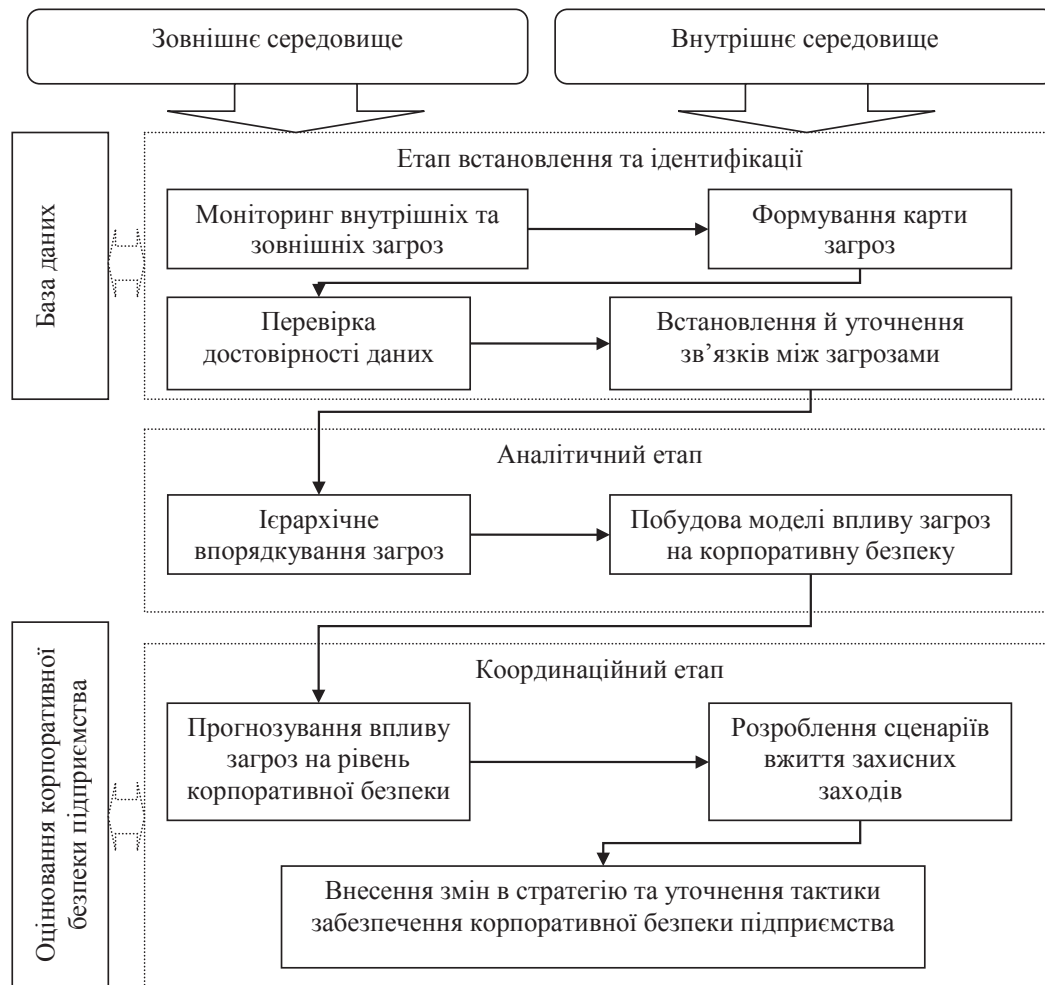 Зовнішнє середовище
Внутрішнє середовище
База даних
Етап встановлення та ідентифікації
Моніторинг внутрішніх та
зовнішніх загроз
Формування карти
загроз
Перевірка
достовірності даних
Встановлення й уточнення
зв’язків між загрозами
Аналітичний етап
Ієрархічне
впорядкування загроз
Побудова моделі впливу загроз
на корпоративну безпеку
Оцінювання корпоративної
безпеки підприємства
Координаційний етап
Прогнозування впливу
загроз на рівень
корпоративної безпеки
Розроблення сценаріїв
вжиття захисних
заходів
Внесення змін в стратегію та уточнення тактики
забезпечення корпоративної безпеки підприємства